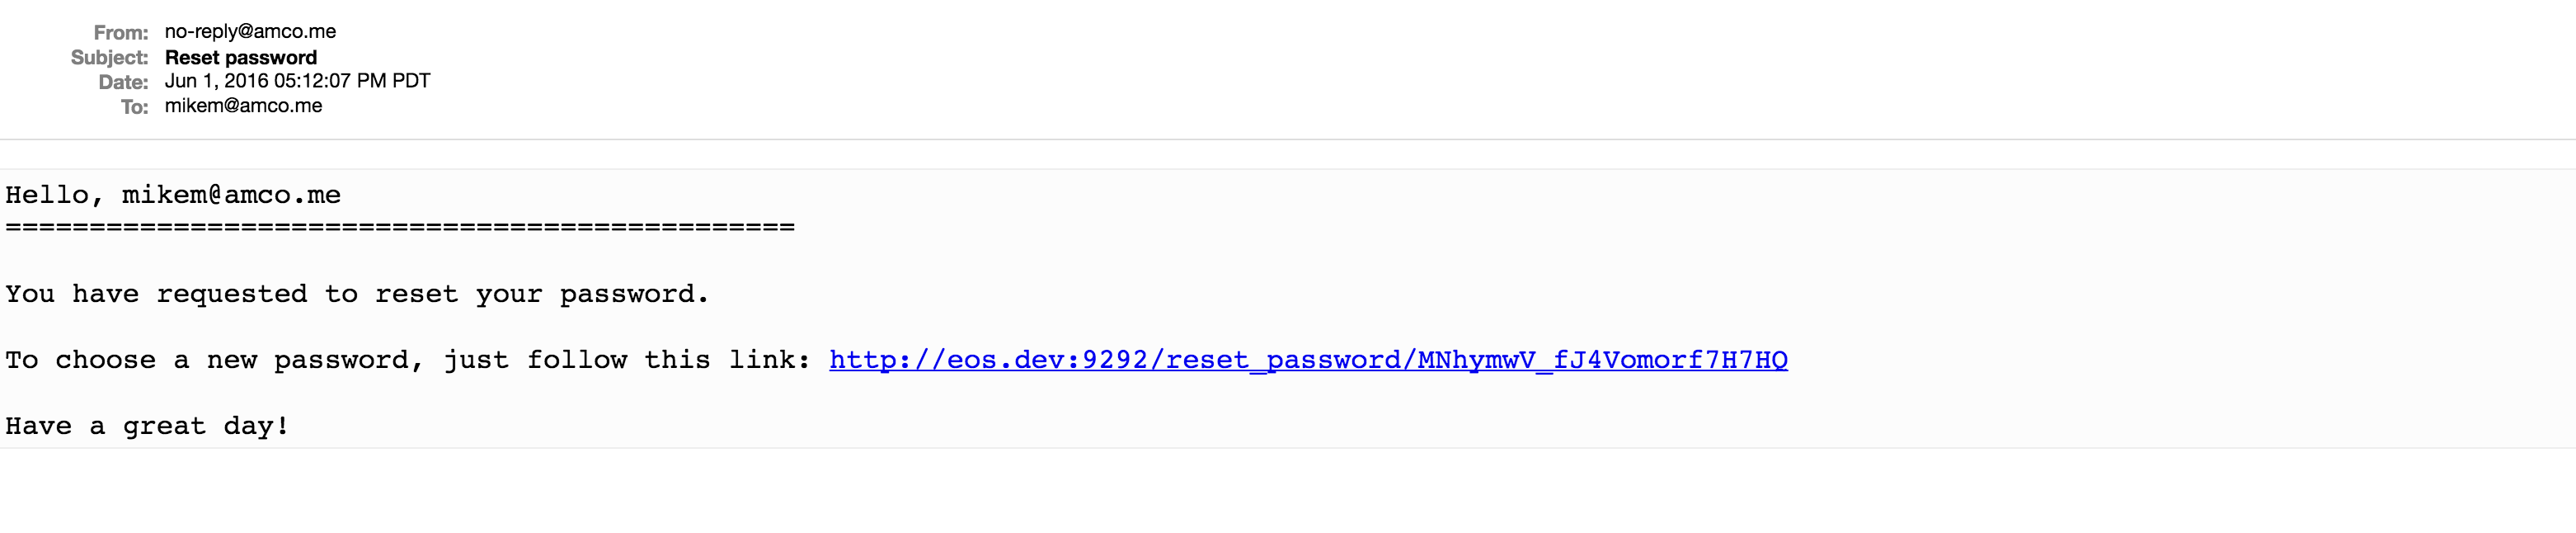 From: no-reply@amco.me
Subject: Reset password
Date: Jun 1, 2016 05:12:07 PM PDT
To: mikem@amco.me
Hello, mikem@amco.me
===============================================
You have requested to reset your password.
To choose a new password, just follow this link: http://eos.dev:9292/reset_password/MNhymwV_fJ4Vomorf7H7HQ
Have a great day!